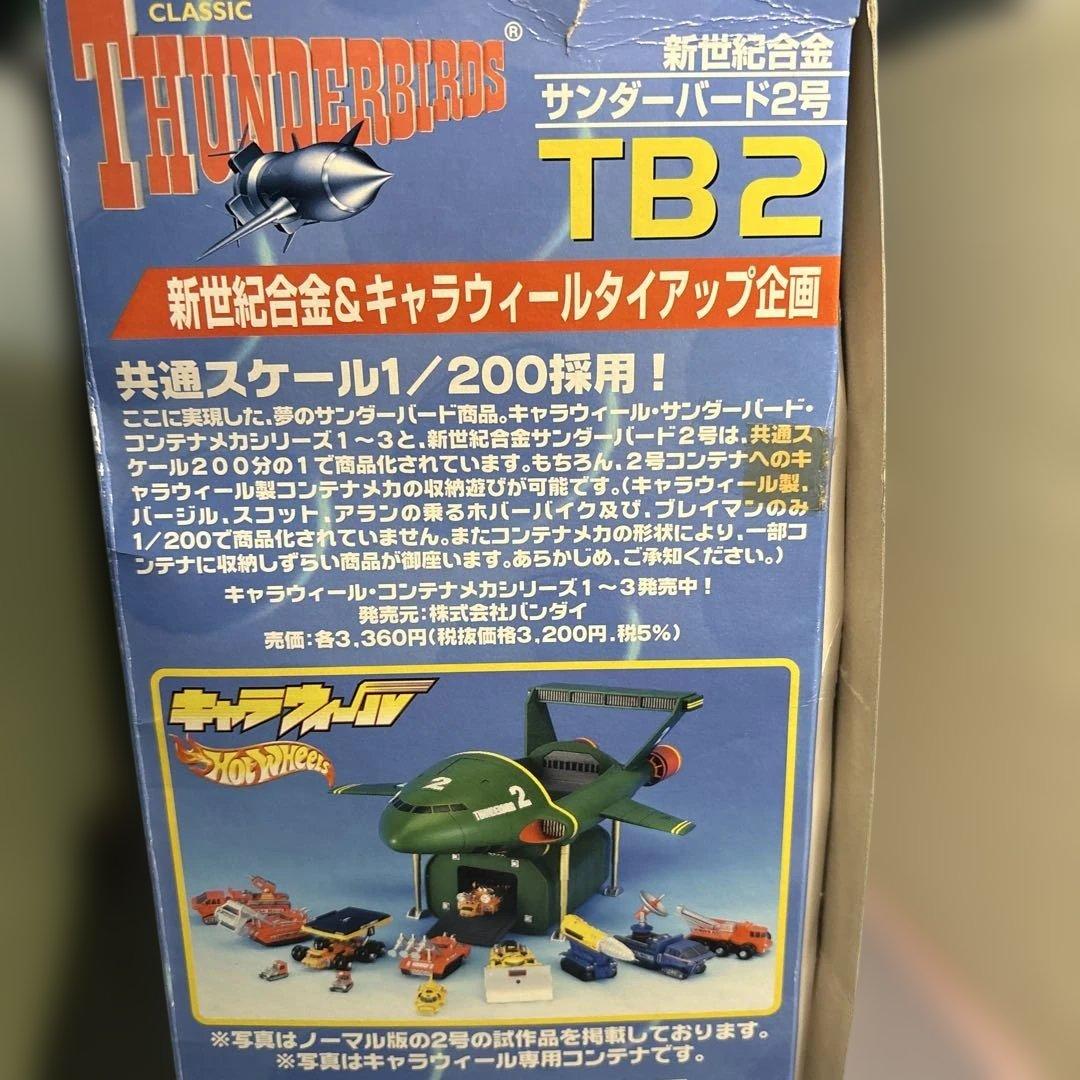 CLASSIC
THUNDERBIRDS®
新世紀合金
サンダーバード2号
TB2
新世紀合金&キャラウィールタイアップ企画
共通スケール1/200採用!
ここに実現した、夢のサンダーバード商品。キャラウィール・サンダーバード・
コンテナメカシリーズ1〜3と、新世紀合金サンダーバード2号は、共通ス
ケール200分の1で商品化されています。もちろん、2号コンテナへのキ
ャラウィール製コンテナメカの収納遊びが可能です。(キャラウィール製、
バージル、スコット、アランの乗るホバーバイク及び、プレイマンのみ
1/200で商品化されていません。またコンテナメカの形状により、一部コ
ンテナに収納しずらい商品が御座います。あらかじめ、ご承知ください。)
キャラウィール・コンテナメカシリーズ1〜3発売中!
発売元:株式会社バンダイ
売価:各3,360円(税抜価格3,200円、税5%)
キャラウィール
HOT WHEELS
2
THUNDERBIRD 2
※写真はノーマル版の2号の試作品を掲載しております。
※写真はキャラウィール専用コンテナです。